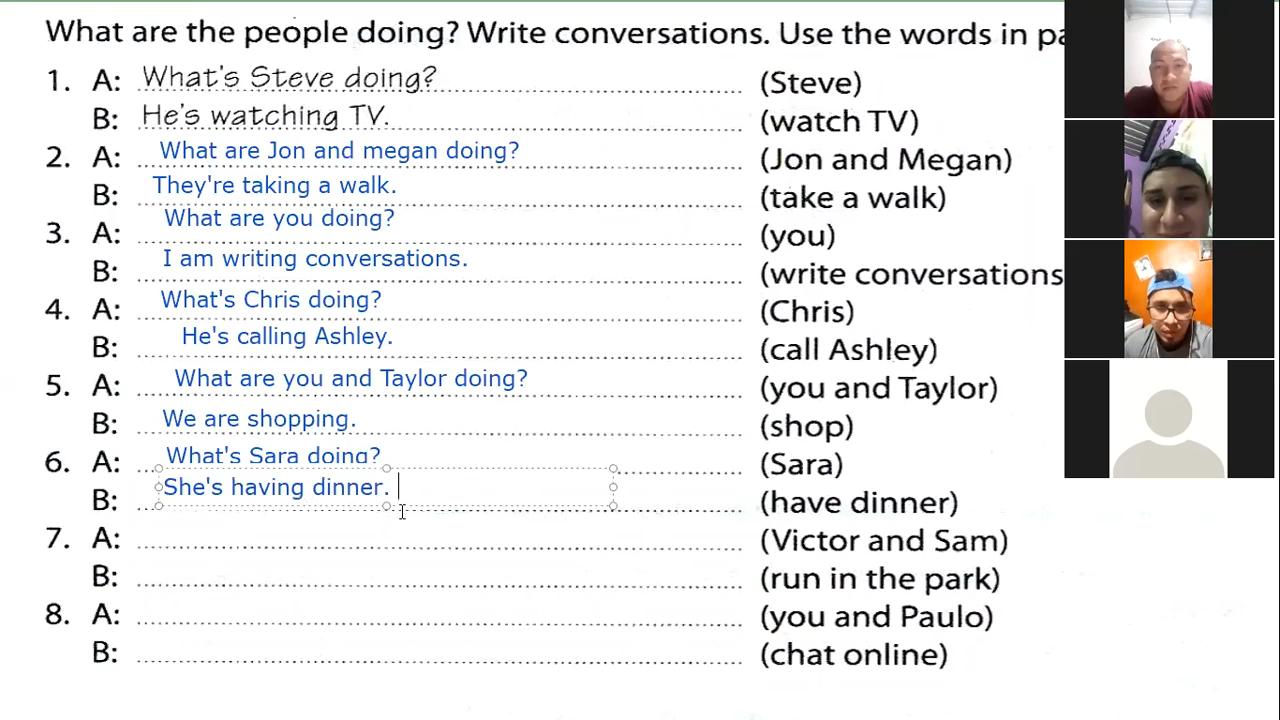 What are the people doing? Write conversations. Use the words in pa
1. A: What's Steve doing? (Steve)
B: He's watching TV. (watch TV)
2. A: What are Jon and megan doing? (Jon and Megan)
B: They're taking a walk. (take a walk)
3. A: What are you doing? (you)
B: I am writing conversations. (write conversations
4. A: What's Chris doing? (Chris)
B: He's calling Ashley. (call Ashley)
5. A: What are you and Taylor doing? (you and Taylor)
B: We are shopping. (shop)
6. A: What's Sara doing? (Sara)
B: She's having dinner. (have dinner)
7. A: (Victor and Sam)
B: (run in the park)
8. A: (you and Paulo)
B: (chat online)